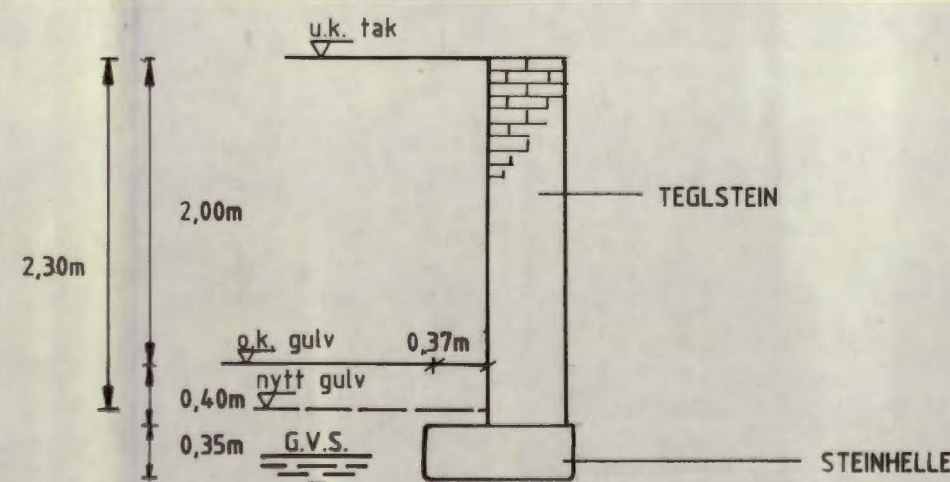 u.k. tak
2,00m
TEGLSTEIN
2,30m
o.k. gulv
0,37m
nytt gulv
0,40m
0,35m
G.V.S.
STEINHELLE